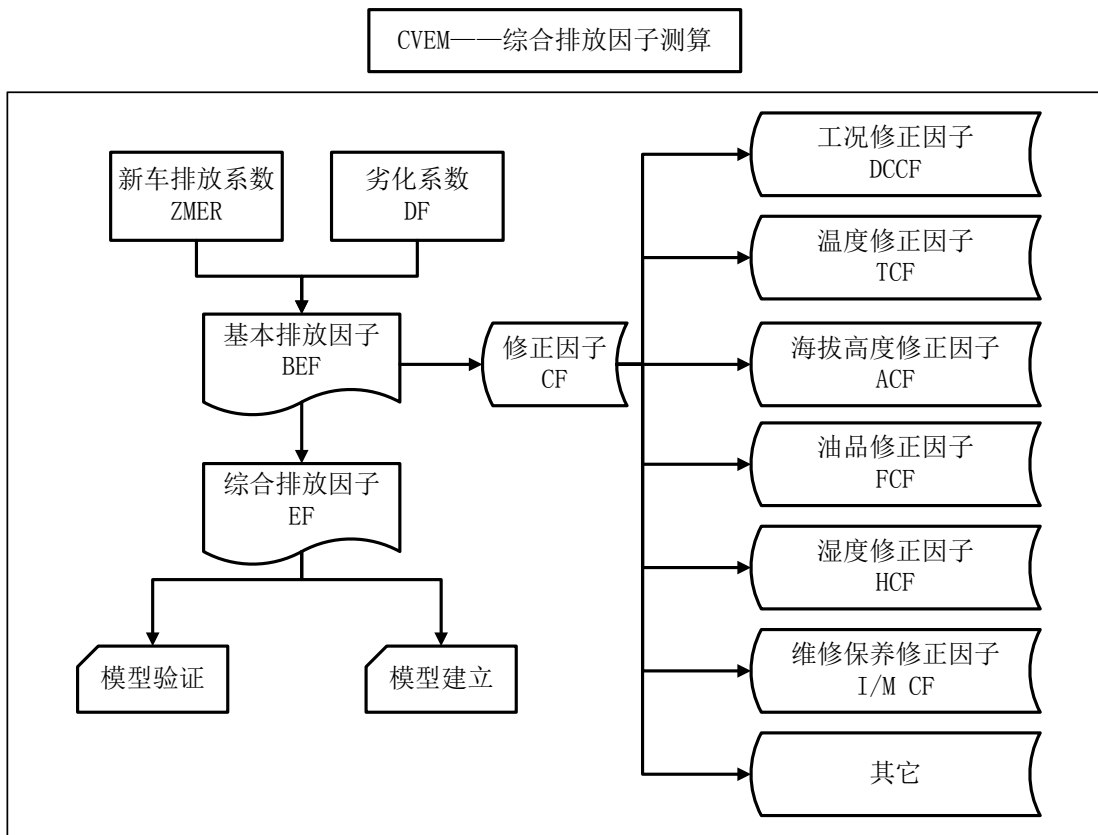 CVEM——综合排放因子测算
新车排放系数
ZMER
劣化系数
DF
基本排放因子
BEF
修正因子
CF
综合排放因子
EF
模型验证
模型建立
工况修正因子
DCCF
温度修正因子
TCF
海拔高度修正因子
ACF
油品修正因子
FCF
湿度修正因子
HCF
维修保养修正因子
I/M CF
其它